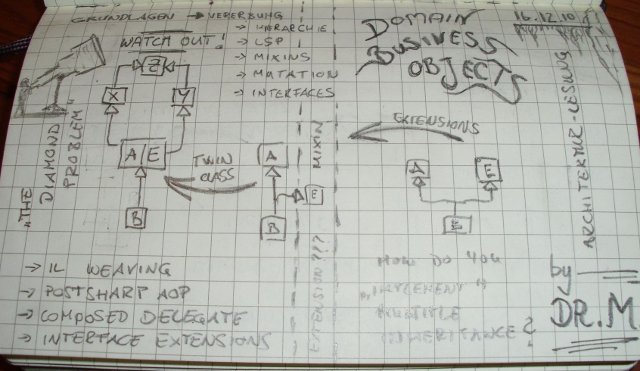 GRUNDLAGEN → VERERBUNG
WATCH OUT!
→ HIERARCHIE
→ LSP
→ MIXINS
→ MUTATION
→ INTERFACES
DOMAIN
BUSINESS
OBJECTS
16.12.10
"THE
DIAMOND
PROBLEM"
Z
X
Y
A/E
B
TWIN
CLASS
A
B
E
MIXIN
EXTENSION???
EXTENSIONS
A
E
B
→ IL WEAVING
→ POSTSHARP AOP
→ COMPOSED DELEGATE
→ INTERFACE EXTENSIONS
HOW DO YOU
"IMPLEMENT"
MULTIPLE
INHERITANCE?
ARCHITEKTUR-LESUNG
by
DR.M